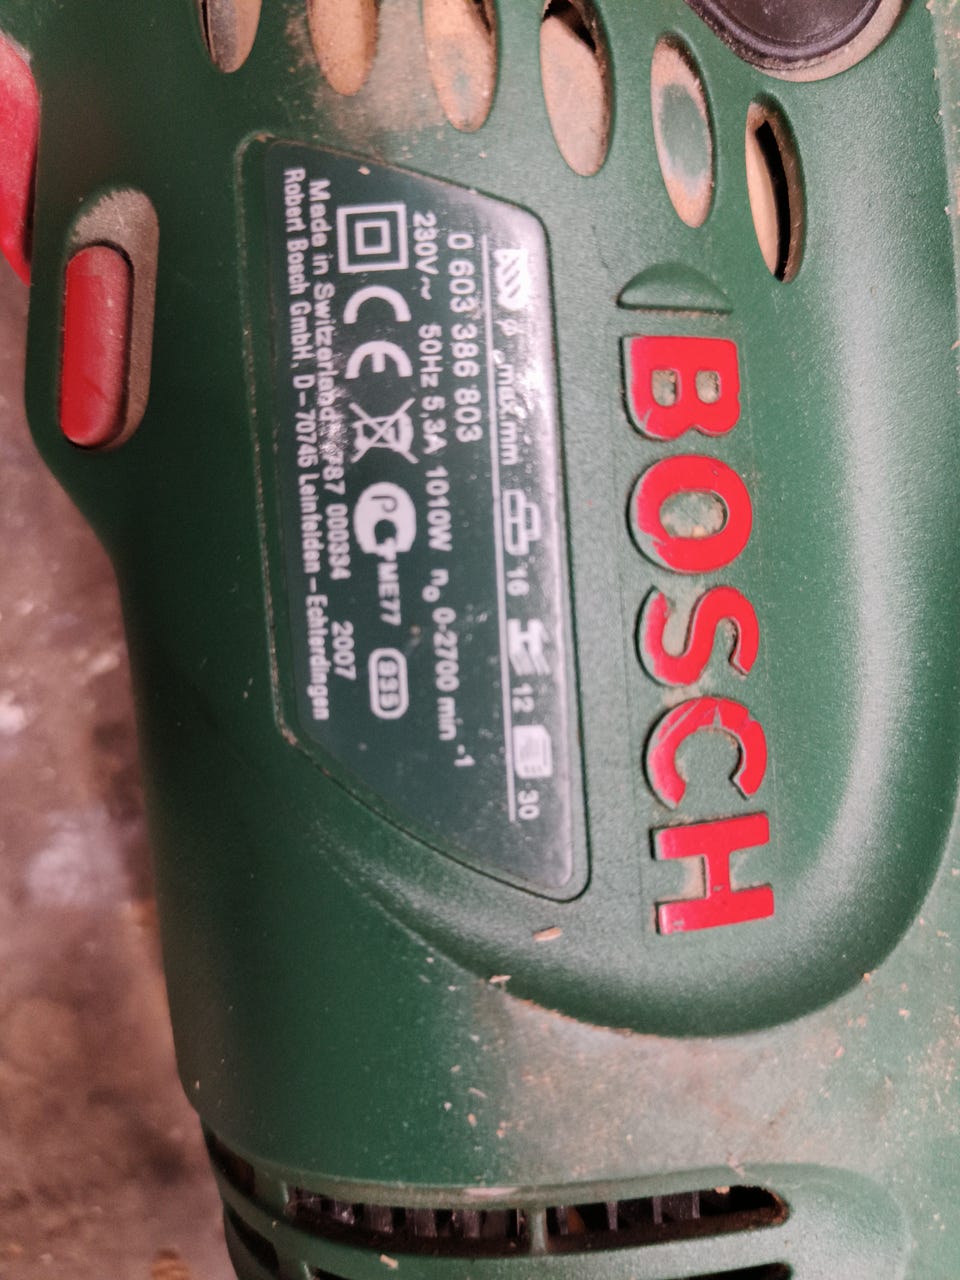 BOSCH
ø max.mm 16 12 30
0 603 386 803
230V~ 50Hz 5,3A 1010W n₀ 0-2700 min⁻¹
CE ME77
Made in Switzerland 787 000334 2007
Robert Bosch GmbH, D–70745 Leinfelden – Echterdingen